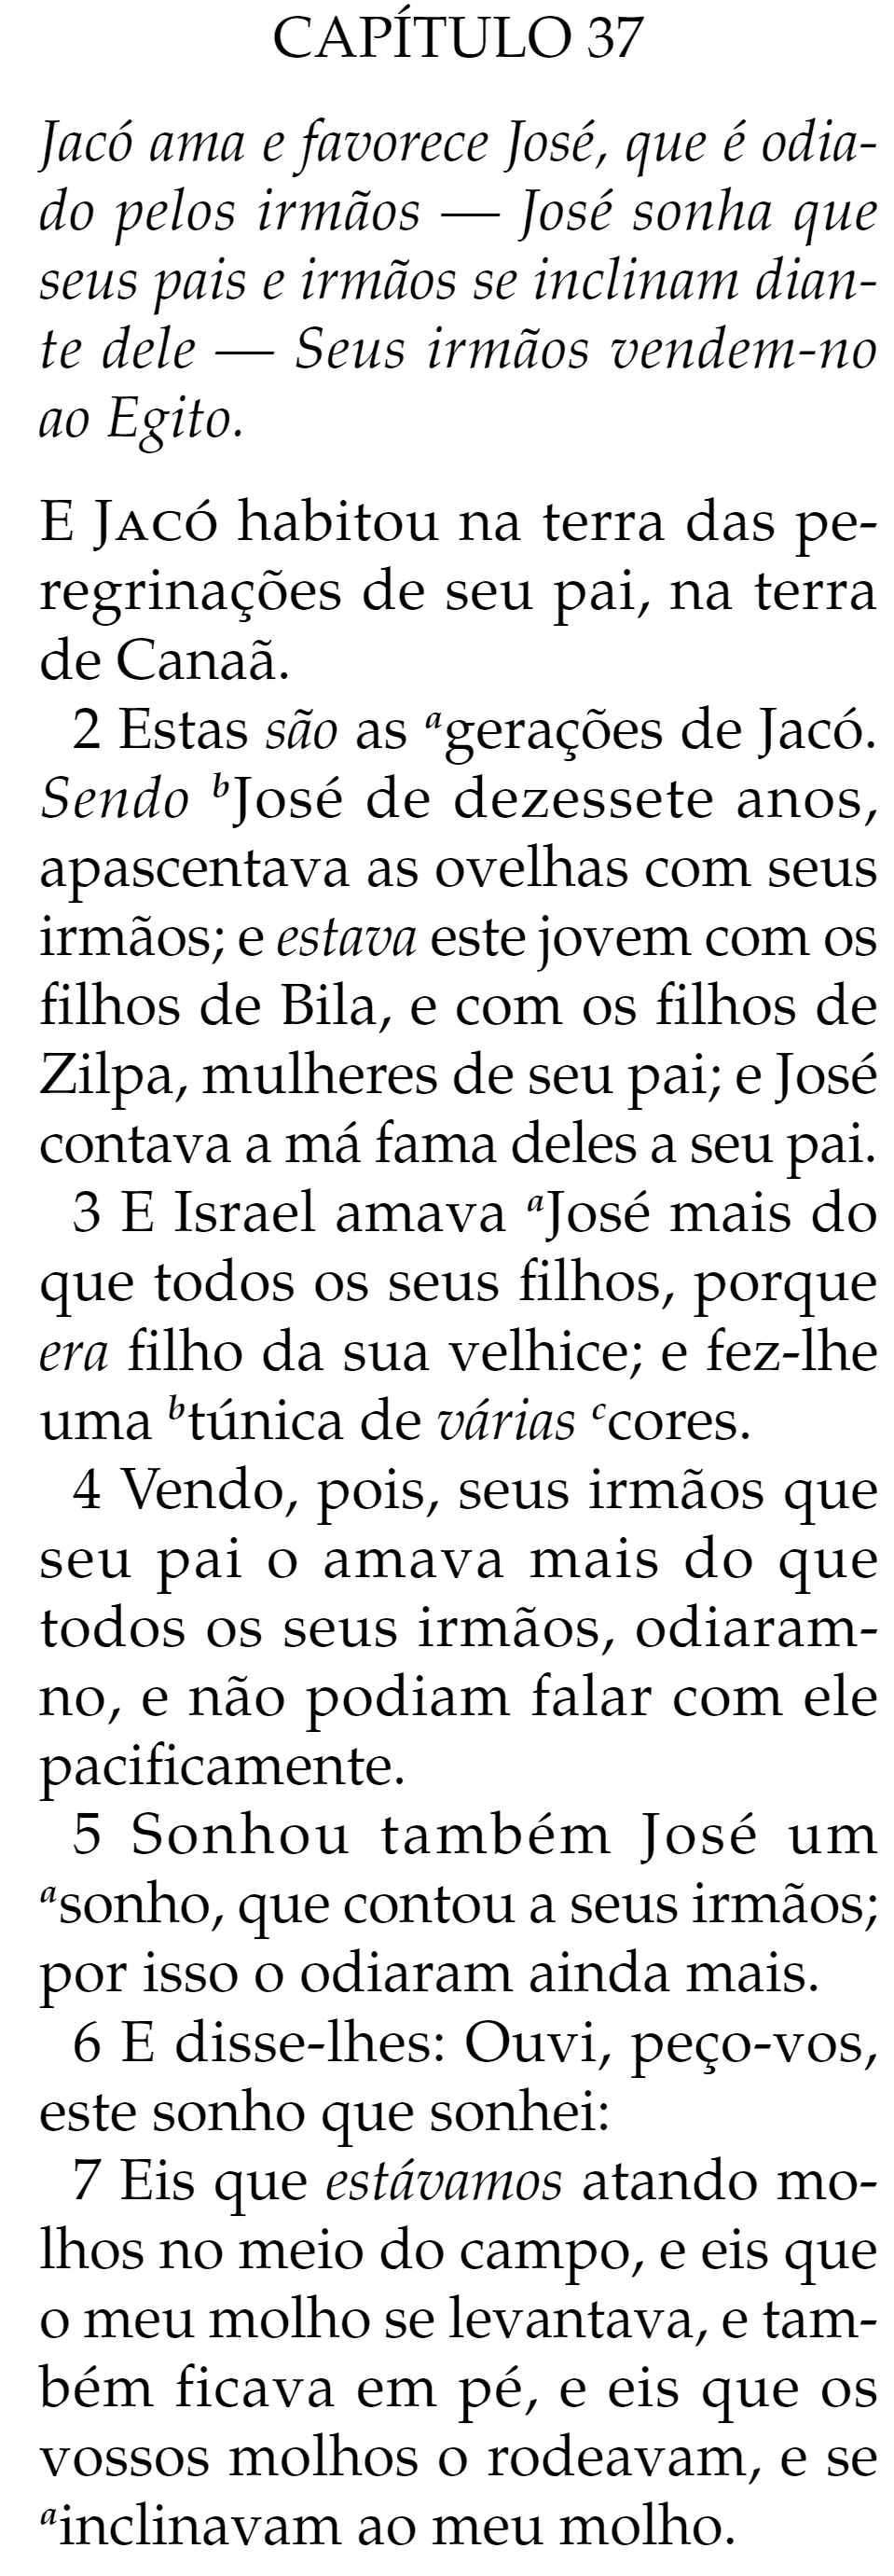 CAPÍTULO 37
Jacó ama e favorece José, que é odia-
do pelos irmãos — José sonha que
seus pais e irmãos se inclinam dian-
te dele — Seus irmãos vendem-no
ao Egito.
E Jacó habitou na terra das pe-
regrinações de seu pai, na terra
de Canaã.
2 Estas são as ᵃgerações de Jacó.
Sendo ᵇJosé de dezessete anos,
apascentava as ovelhas com seus
irmãos; e estava este jovem com os
filhos de Bila, e com os filhos de
Zilpa, mulheres de seu pai; e José
contava a má fama deles a seu pai.
3 E Israel amava ᵃJosé mais do
que todos os seus filhos, porque
era filho da sua velhice; e fez-lhe
uma ᵇtúnica de várias ᶜcores.
4 Vendo, pois, seus irmãos que
seu pai o amava mais do que
todos os seus irmãos, odiaram-
no, e não podiam falar com ele
pacificamente.
5 Sonhou também José um
ᵃsonho, que contou a seus irmãos;
por isso o odiaram ainda mais.
6 E disse-lhes: Ouvi, peço-vos,
este sonho que sonhei:
7 Eis que estávamos atando mo-
lhos no meio do campo, e eis que
o meu molho se levantava, e tam-
bém ficava em pé, e eis que os
vossos molhos o rodeavam, e se
ᵃinclinavam ao meu molho.